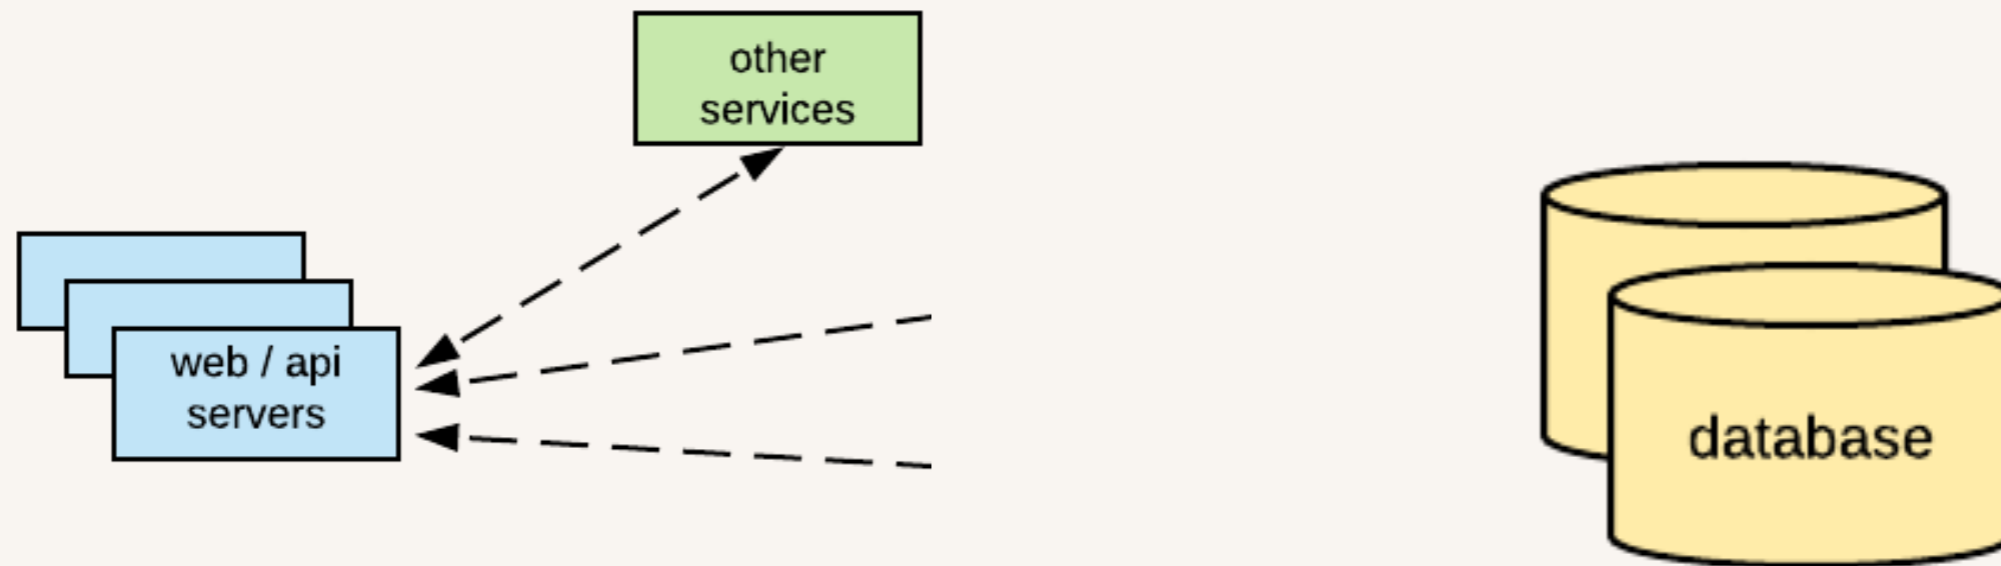 other
services
web / api
servers
database